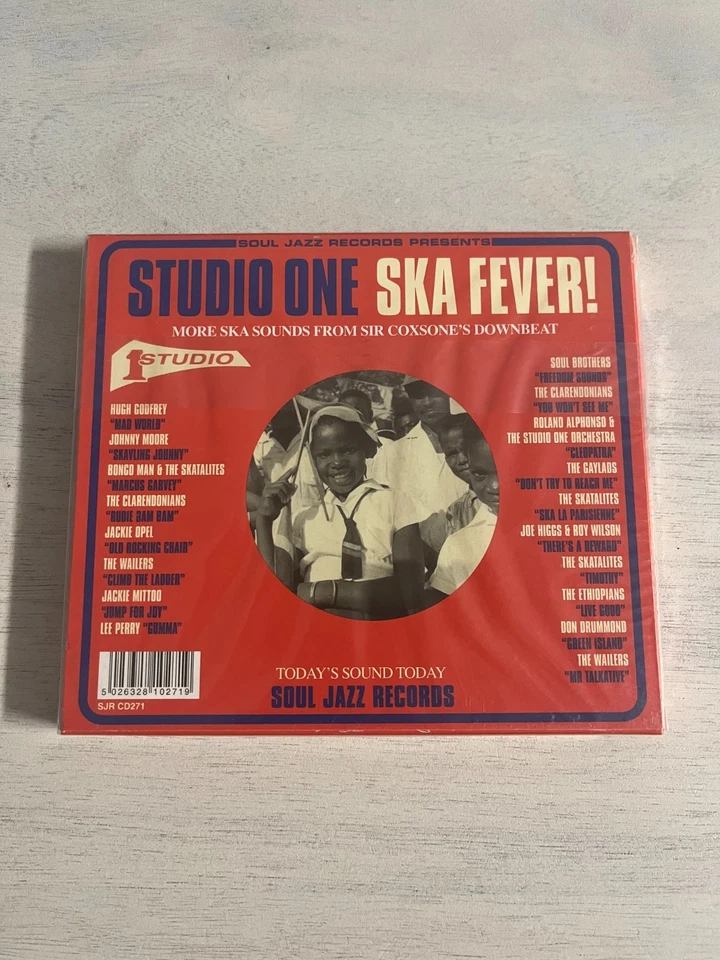 SOUL JAZZ RECORDS PRESENTS
STUDIO ONE SKA FEVER!
MORE SKA SOUNDS FROM SIR COXSONE'S DOWNBEAT
1 STUDIO
HUGH GODFREY
"MAD WORLD"
JOHNNY MOORE
"SKAYLING JOHNNY"
BONGO MAN & THE SKATALITES
"MARCUS GARVEY"
THE CLARENDONIANS
"RUDIE BAM BAM"
JACKIE OPEL
"OLD ROCKING CHAIR"
THE WAILERS
"CLIMB THE LADDER"
JACKIE MITTOO
"JUMP FOR JOY"
LEE PERRY "GUMMA"
SOUL BROTHERS
"FREEDOM SOUNDS"
THE CLARENDONIANS
"YOU WON'T SEE ME"
ROLAND ALPHONSO &
THE STUDIO ONE ORCHESTRA
"CLEOPATRA"
THE GAYLADS
"DON'T TRY TO REACH ME"
THE SKATALITES
"SKA LA PARISIENNE"
JOE HIGGS & ROY WILSON
"THERE'S A REWARD"
THE SKATALITES
"TIMOTHY"
THE ETHIOPIANS
"LIVE GOOD"
DON DRUMMOND
"GREEN ISLAND"
THE WAILERS
"MR TALKATIVE"
5 026328 102719
SJR CD271
TODAY'S SOUND TODAY
SOUL JAZZ RECORDS